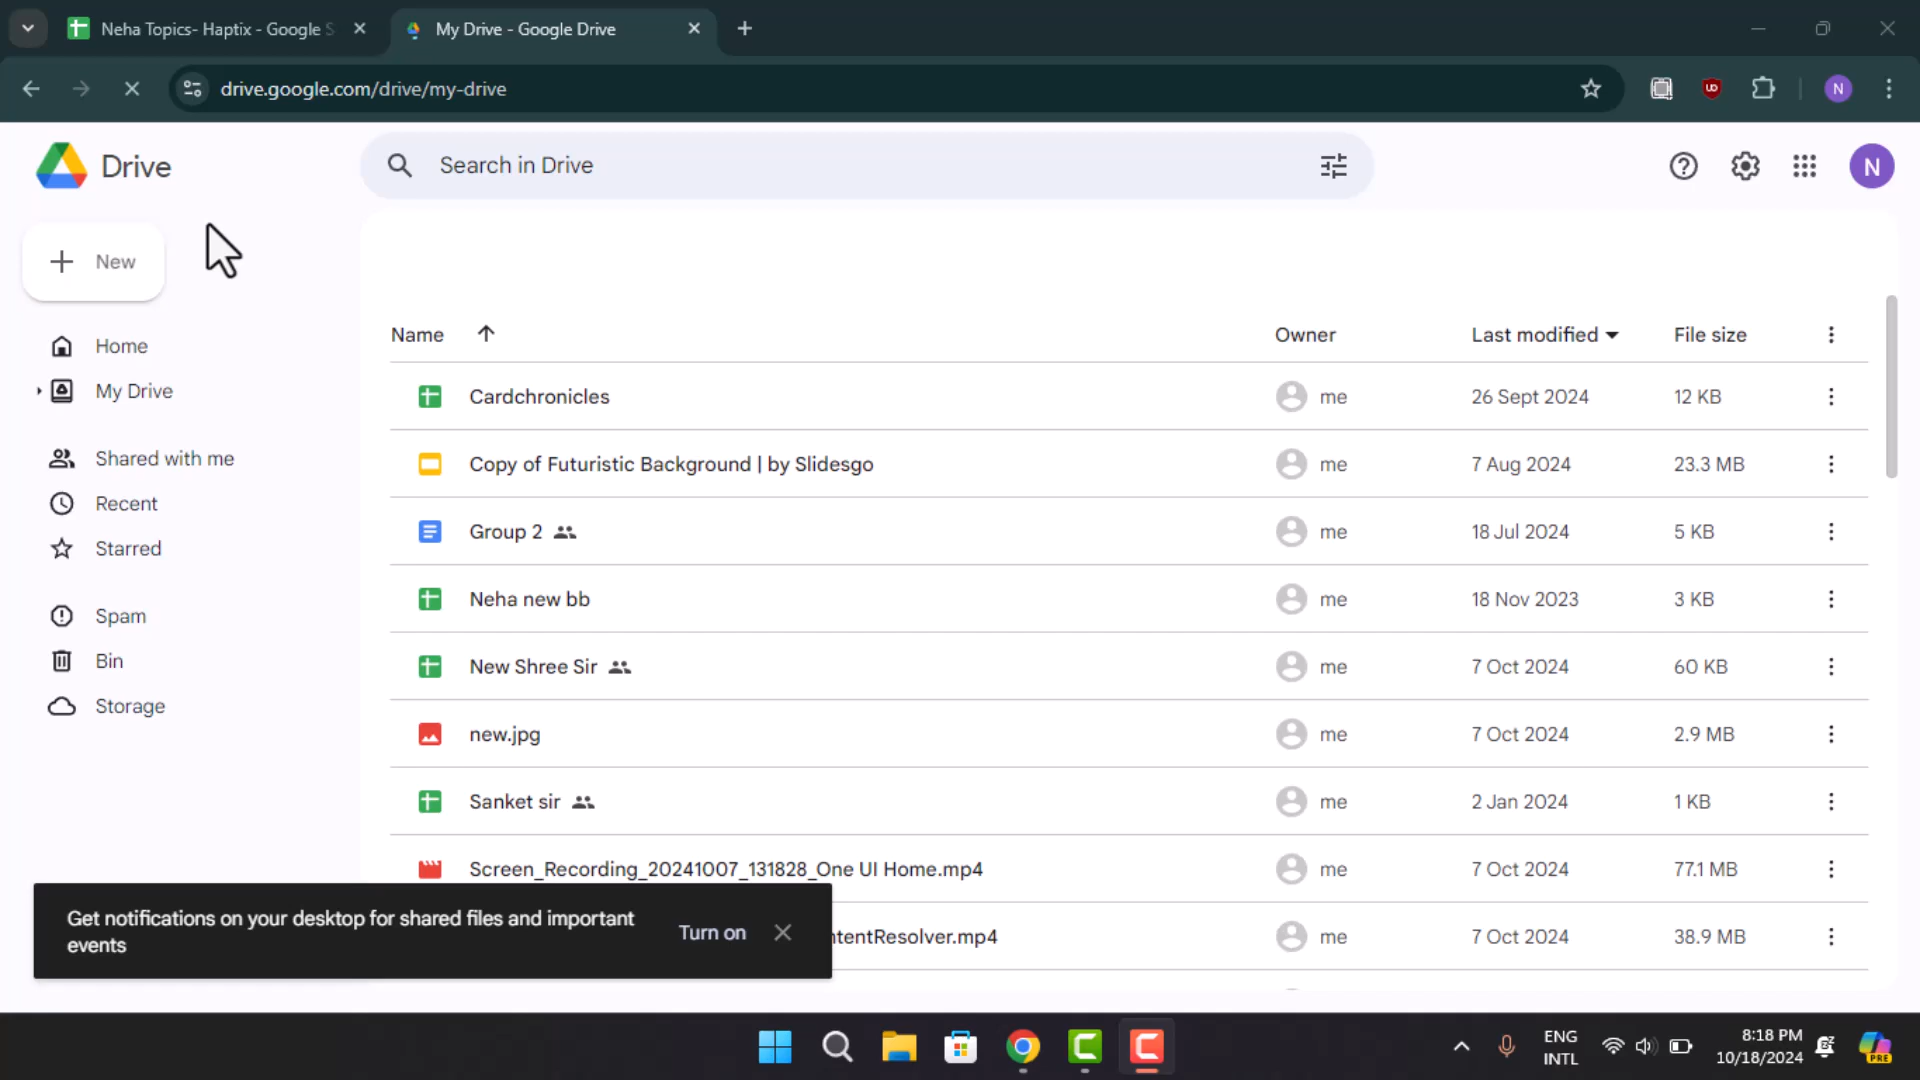 Neha Topics- Haptix - Google S
My Drive - Google Drive
drive.google.com/drive/my-drive
N
Drive
Search in Drive
N
New
Home
My Drive
Shared with me
Recent
Starred
Spam
Bin
Storage
Name Owner Last modified File size
Cardchronicles me 26 Sept 2024 12 KB
Copy of Futuristic Background | by Slidesgo me 7 Aug 2024 23.3 MB
Group 2 me 18 Jul 2024 5 KB
Neha new bb me 18 Nov 2023 3 KB
New Shree Sir me 7 Oct 2024 60 KB
new.jpg me 7 Oct 2024 2.9 MB
Sanket sir me 2 Jan 2024 1 KB
Screen_Recording_20241007_131828_One UI Home.mp4 me 7 Oct 2024 77.1 MB
ntentResolver.mp4 me 7 Oct 2024 38.9 MB
Get notifications on your desktop for shared files and important
events
Turn on
ENG
INTL
8:18 PM
10/18/2024
PRE